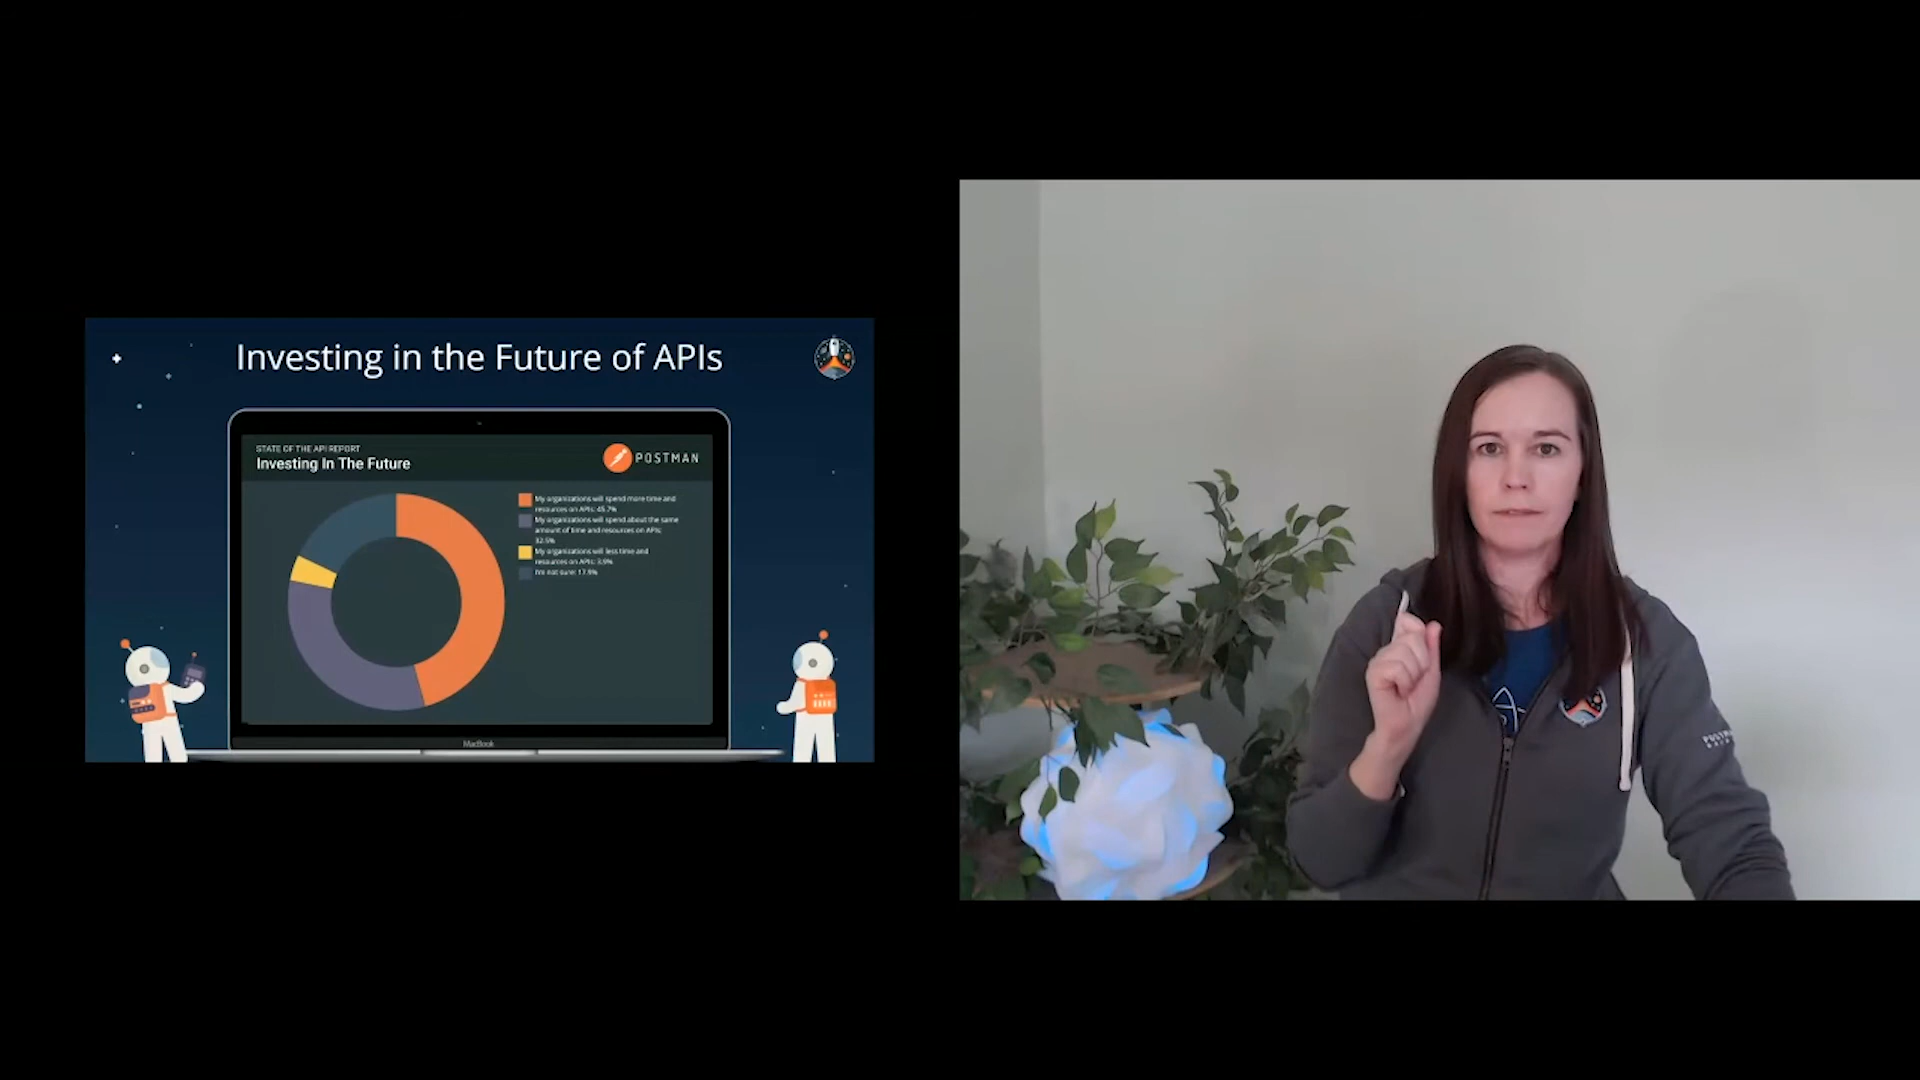 Investing in the Future of APIs
STATE OF THE API REPORT
Investing In The Future
POSTMAN
My organizations will spend more time and
resources on APIs: 45.7%
My organizations will spend about the same
amount of time and resources on APIs:
32.5%
My organizations will less time and
resources on APIs: 3.9%
I'm not sure: 17.9%
MacBook